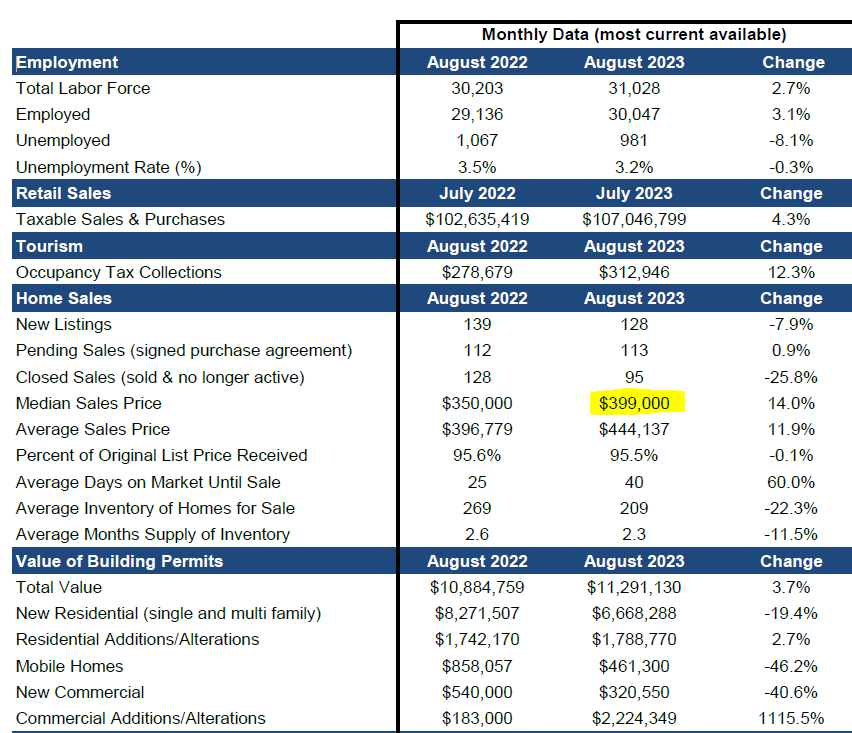 Monthly Data (most current available)
Employment August 2022 August 2023 Change
Total Labor Force 30,203 31,028 2.7%
Employed 29,136 30,047 3.1%
Unemployed 1,067 981 -8.1%
Unemployment Rate (%) 3.5% 3.2% -0.3%
Retail Sales July 2022 July 2023 Change
Taxable Sales & Purchases $102,635,419 $107,046,799 4.3%
Tourism August 2022 August 2023 Change
Occupancy Tax Collections $278,679 $312,946 12.3%
Home Sales August 2022 August 2023 Change
New Listings 139 128 -7.9%
Pending Sales (signed purchase agreement) 112 113 0.9%
Closed Sales (sold & no longer active) 128 95 -25.8%
Median Sales Price $350,000 $399,000 14.0%
Average Sales Price $396,779 $444,137 11.9%
Percent of Original List Price Received 95.6% 95.5% -0.1%
Average Days on Market Until Sale 25 40 60.0%
Average Inventory of Homes for Sale 269 209 -22.3%
Average Months Supply of Inventory 2.6 2.3 -11.5%
Value of Building Permits August 2022 August 2023 Change
Total Value $10,884,759 $11,291,130 3.7%
New Residential (single and multi family) $8,271,507 $6,668,288 -19.4%
Residential Additions/Alterations $1,742,170 $1,788,770 2.7%
Mobile Homes $858,057 $461,300 -46.2%
New Commercial $540,000 $320,550 -40.6%
Commercial Additions/Alterations $183,000 $2,224,349 1115.5%